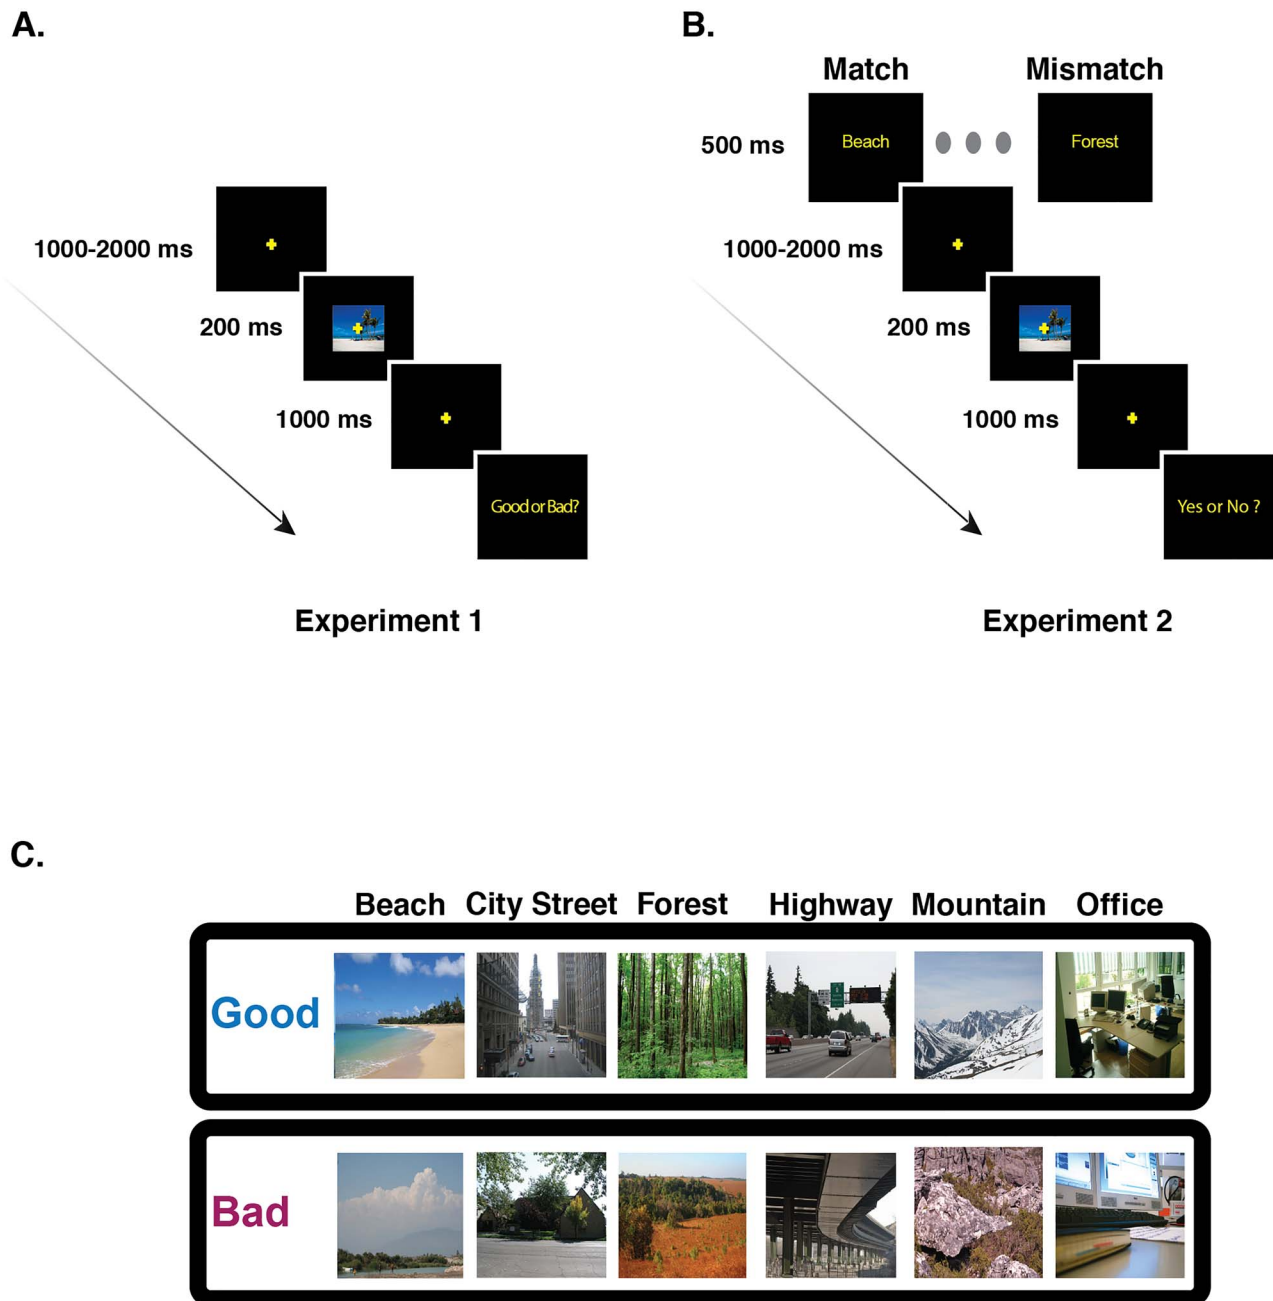 A.
1000-2000 ms
200 ms
1000 ms
Good or Bad?
Experiment 1
B.
Match Mismatch
500 ms
Beach Forest
1000-2000 ms
200 ms
1000 ms
Yes or No ?
Experiment 2
C.
Beach City Street Forest Highway Mountain Office
Good
Bad